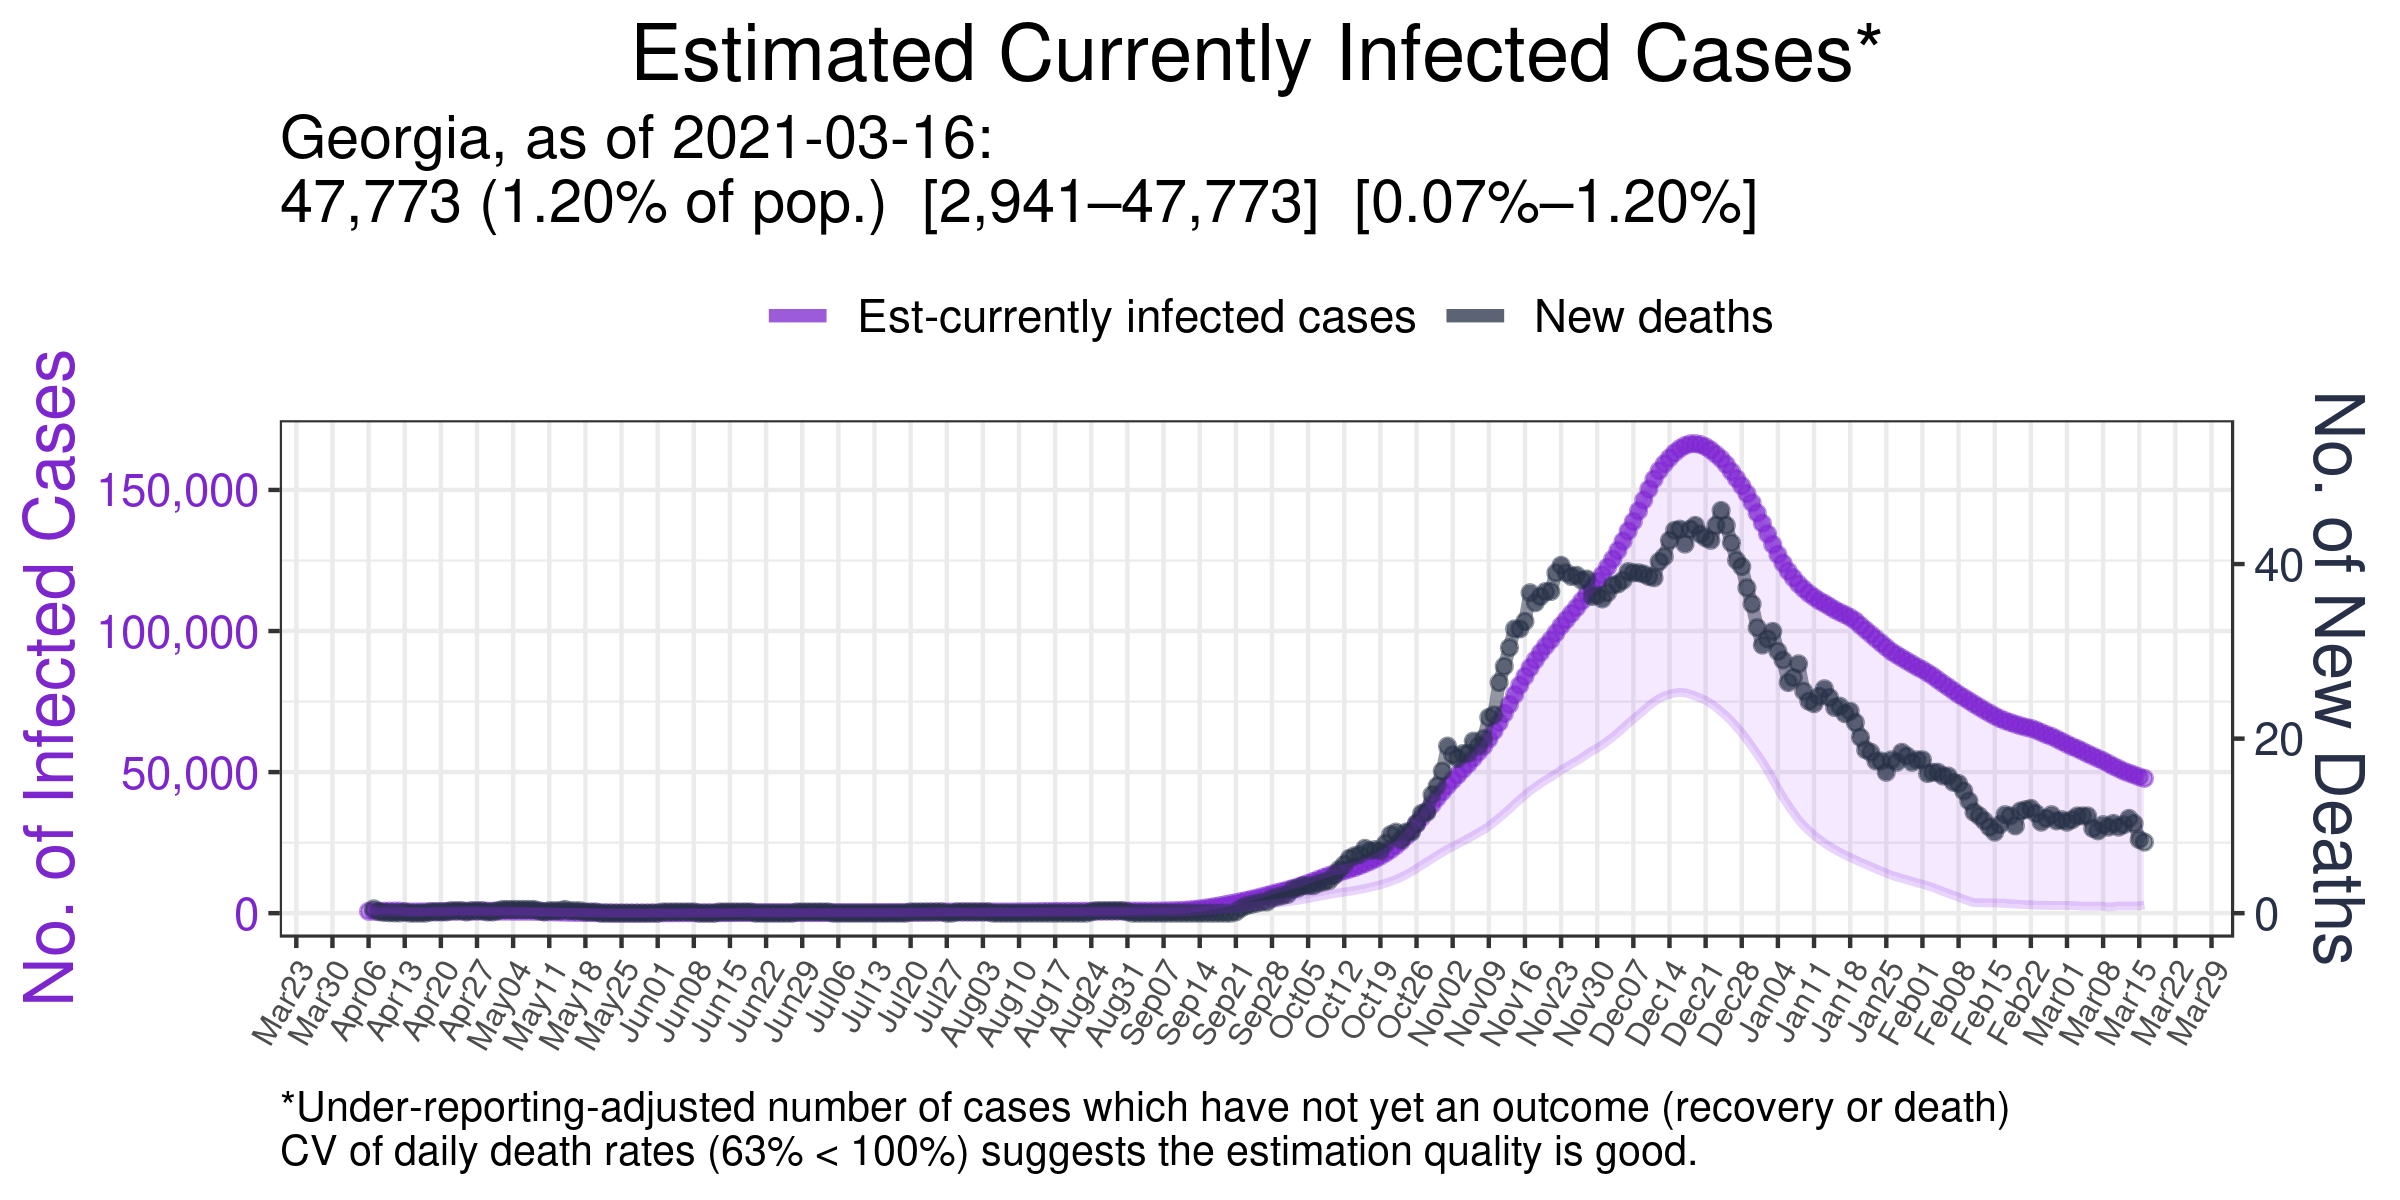 Estimated Currently Infected Cases*
Georgia, as of 2021-03-16:
47,773 (1.20% of pop.) [2,941–47,773] [0.07%–1.20%]
Est-currently infected cases New deaths
No. of Infected Cases
150,000
100,000
50,000
0
40
20
0
No. of New Deaths
Mar23 Mar30 Apr06 Apr13 Apr20 Apr27 May04 May11 May18 May25 Jun01 Jun08 Jun15 Jun22 Jun29 Jul06 Jul13 Jul20 Jul27 Aug03 Aug10 Aug17 Aug24 Aug31 Sep07 Sep14 Sep21 Sep28 Oct05 Oct12 Oct19 Oct26 Nov02 Nov09 Nov16 Nov23 Nov30 Dec07 Dec14 Dec21 Dec28 Jan04 Jan11 Jan18 Jan25 Feb01 Feb08 Feb15 Feb22 Mar01 Mar08 Mar15 Mar22 Mar29
*Under-reporting-adjusted number of cases which have not yet an outcome (recovery or death)
CV of daily death rates (63% < 100%) suggests the estimation quality is good.